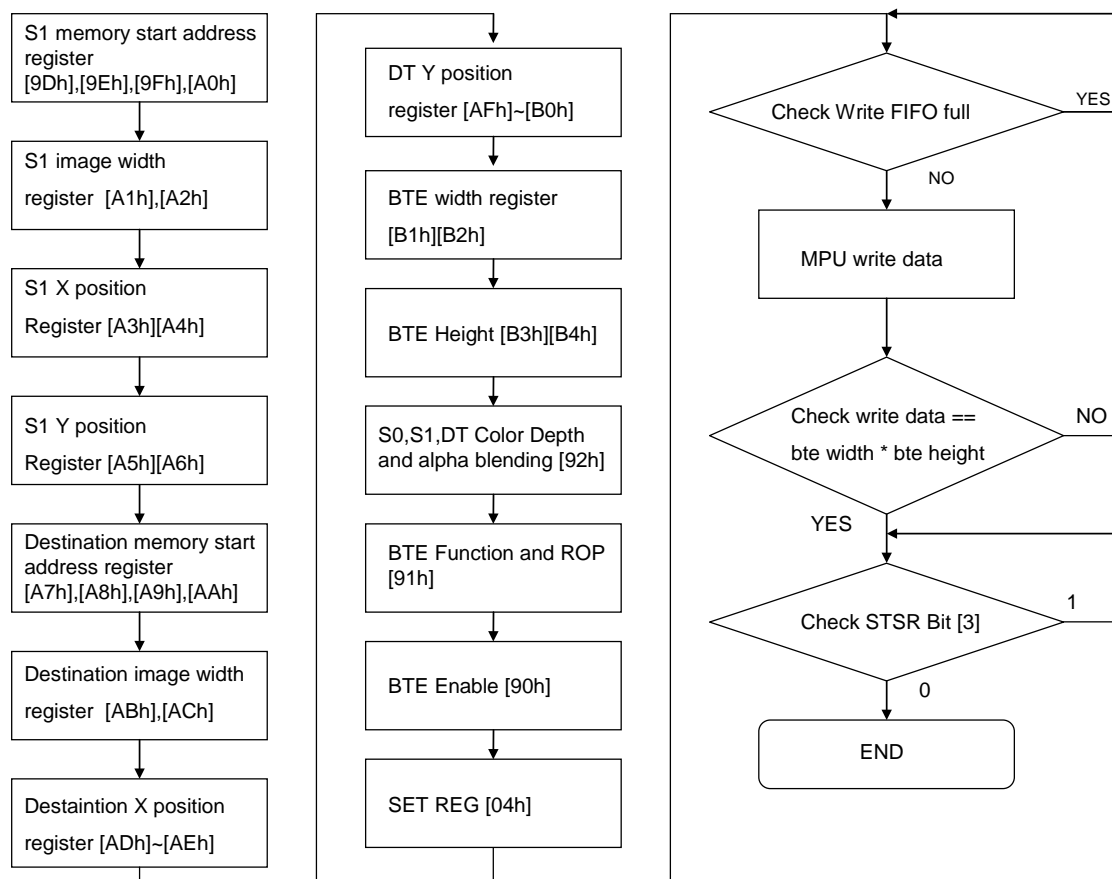 S1 memory start address
register
[9Dh],[9Eh],[9Fh],[A0h]
S1 image width
register [A1h],[A2h]
S1 X position
Register [A3h][A4h]
S1 Y position
Register [A5h][A6h]
Destination memory start
address register
[A7h],[A8h],[A9h],[AAh]
Destination image width
register [ABh],[ACh]
Destaintion X position
register [ADh]~[AEh]
DT Y position
register [AFh]~[B0h]
BTE width register
[B1h][B2h]
BTE Height [B3h][B4h]
S0,S1,DT Color Depth
and alpha blending [92h]
BTE Function and ROP
[91h]
BTE Enable [90h]
SET REG [04h]
Check Write FIFO full
YES
NO
MPU write data
Check write data ==
bte width * bte height
NO
YES
Check STSR Bit [3]
1
0
END